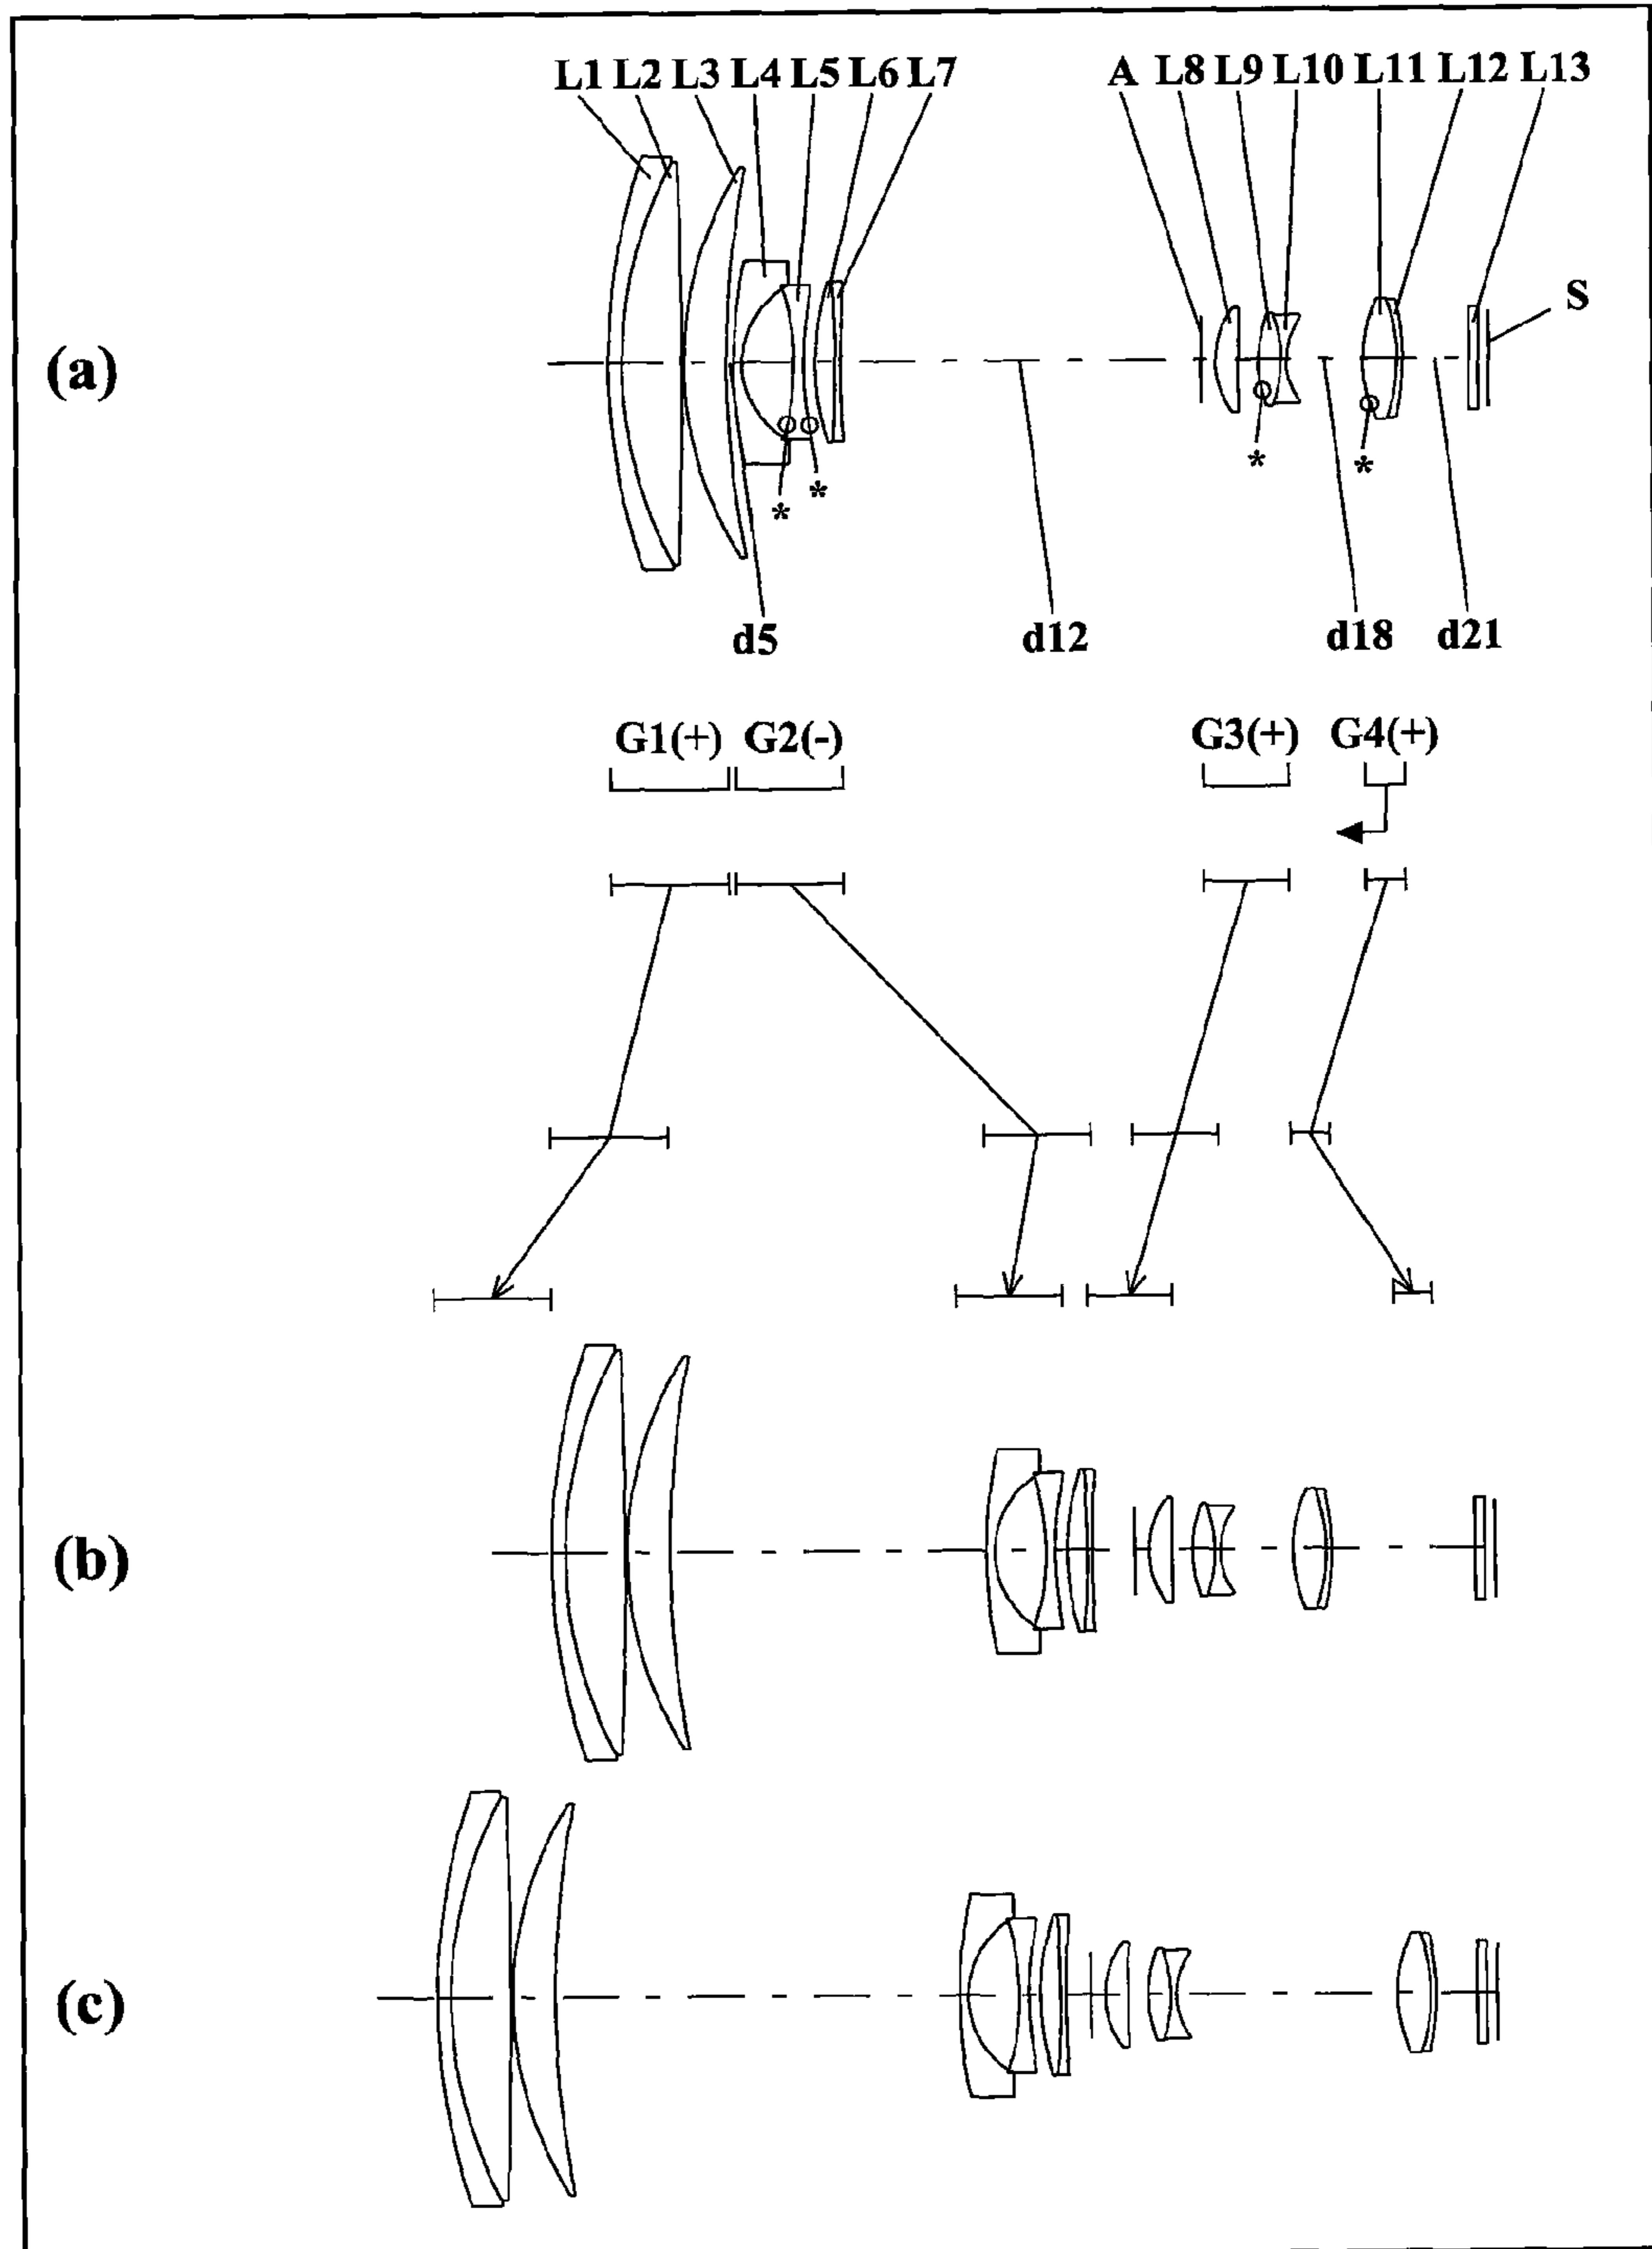 L1 L2 L3 L4 L5 L6 L7 A L8 L9 L10 L11 L12 L13
S
(a)
* * * *
d5 d12 d18 d21
G1(+) G2(-) G3(+) G4(+)
(b)
(c)